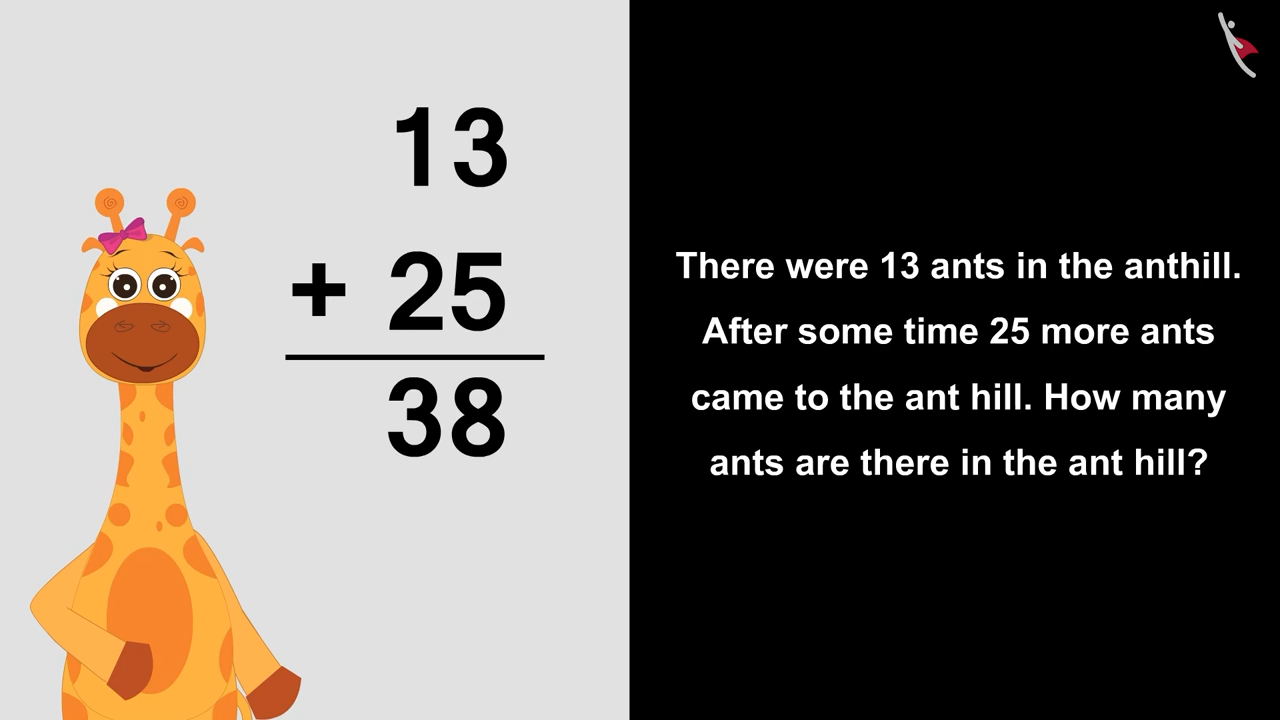 13
+ 25
38
There were 13 ants in the anthill.
After some time 25 more ants
came to the ant hill. How many
ants are there in the ant hill?